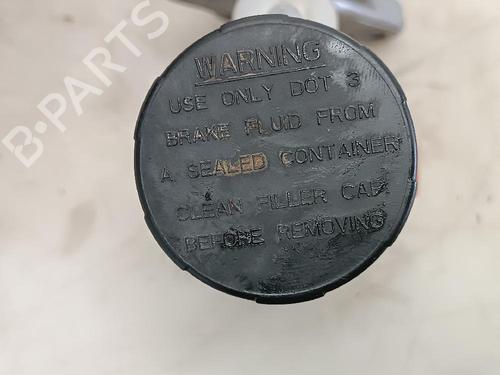 B-PARTS
WARNING
USE ONLY DOT 3
BRAKE FLUID FROM
A SEALED CONTAINER
CLEAN FILLER CAP
BEFORE REMOVING